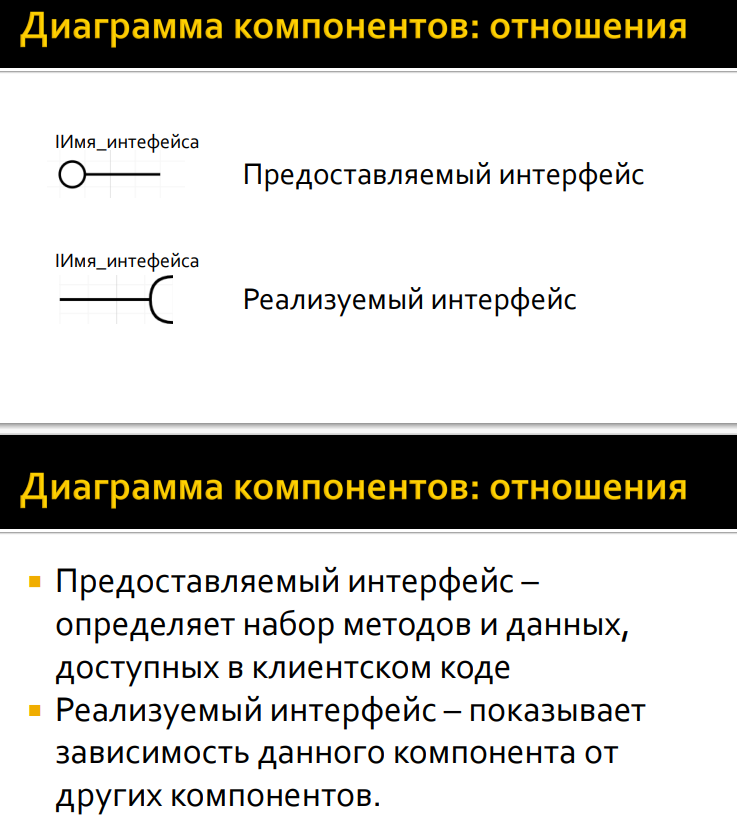 Диаграмма компонентов: отношения
IИмя_интефейса
Предоставляемый интерфейс
IИмя_интефейса
Реализуемый интерфейс
Диаграмма компонентов: отношения
Предоставляемый интерфейс –
определяет набор методов и данных,
доступных в клиентском коде
Реализуемый интерфейс – показывает
зависимость данного компонента от
других компонентов.